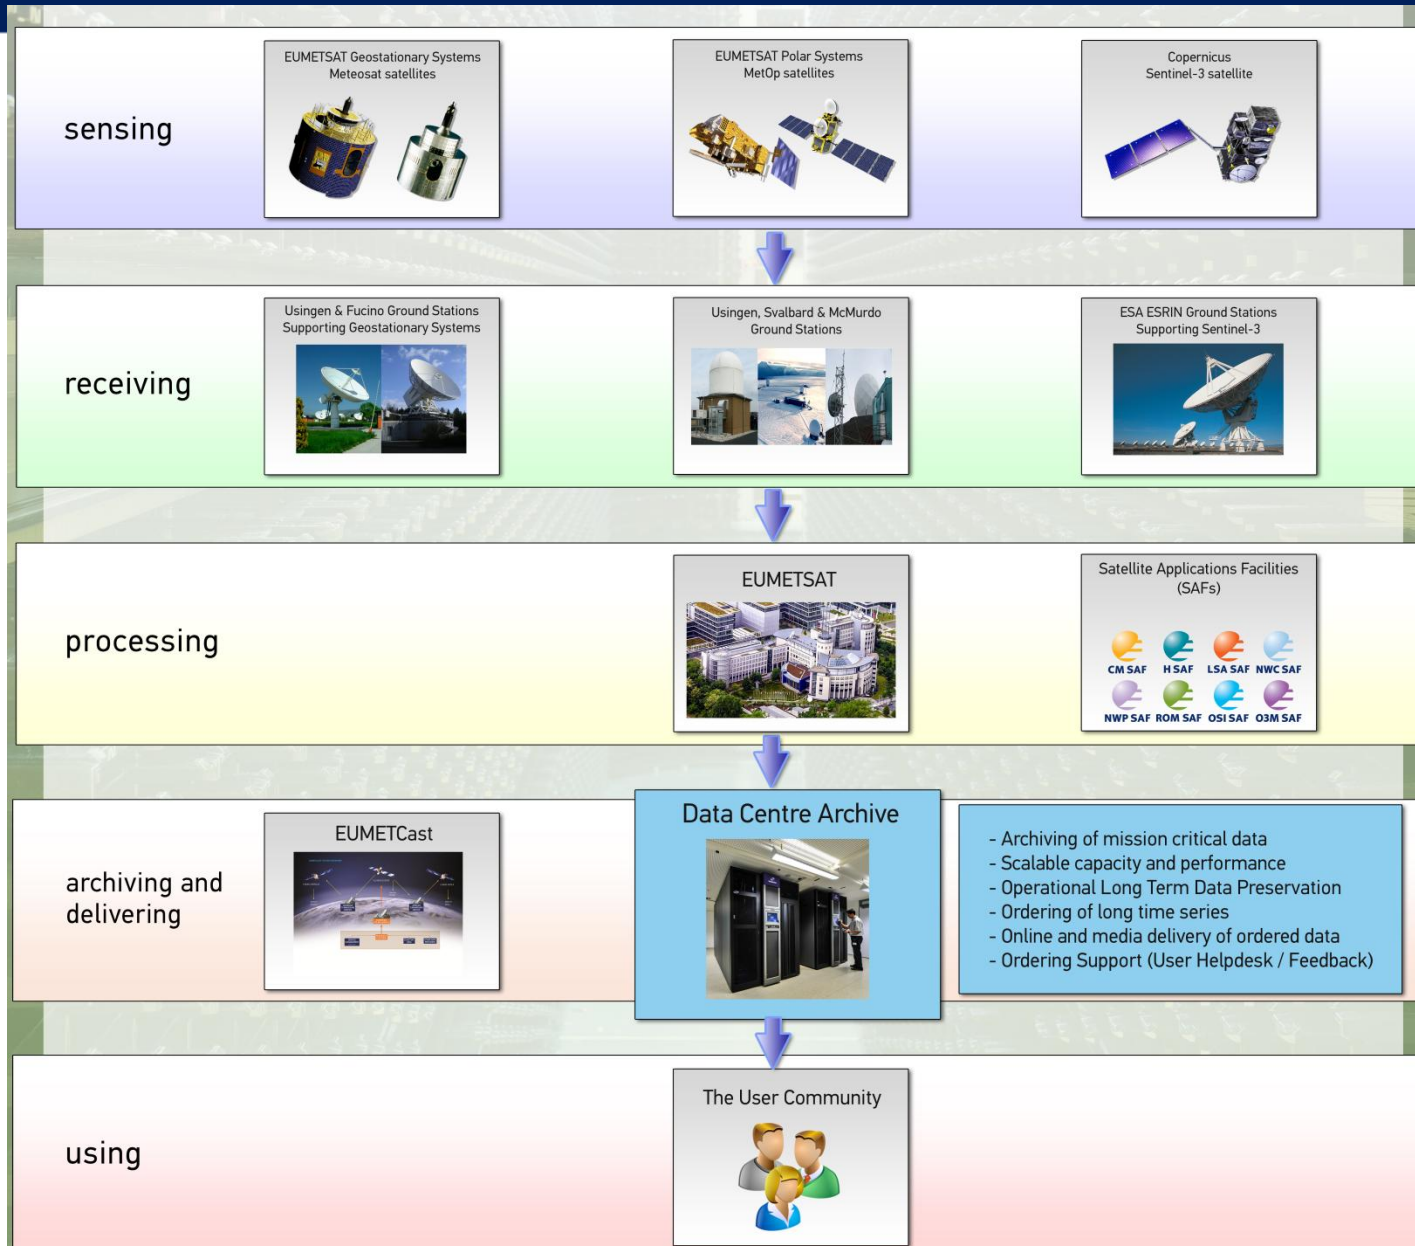 sensing
EUMETSAT Geostationary Systems
Meteosat satellites
EUMETSAT Polar Systems
MetOp satellites
Copernicus
Sentinel-3 satellite
receiving
Usingen & Fucino Ground Stations
Supporting Geostationary Systems
Usingen, Svalbard & McMurdo
Ground Stations
ESA ESRIN Ground Stations
Supporting Sentinel-3
processing
EUMETSAT
Satellite Applications Facilities
(SAFs)
CM SAF H SAF LSA SAF NWC SAF
NWP SAF ROM SAF OSI SAF O3M SAF
archiving and
delivering
EUMETCast
Data Centre Archive
- Archiving of mission critical data
- Scalable capacity and performance
- Operational Long Term Data Preservation
- Ordering of long time series
- Online and media delivery of ordered data
- Ordering Support (User Helpdesk / Feedback)
using
The User Community